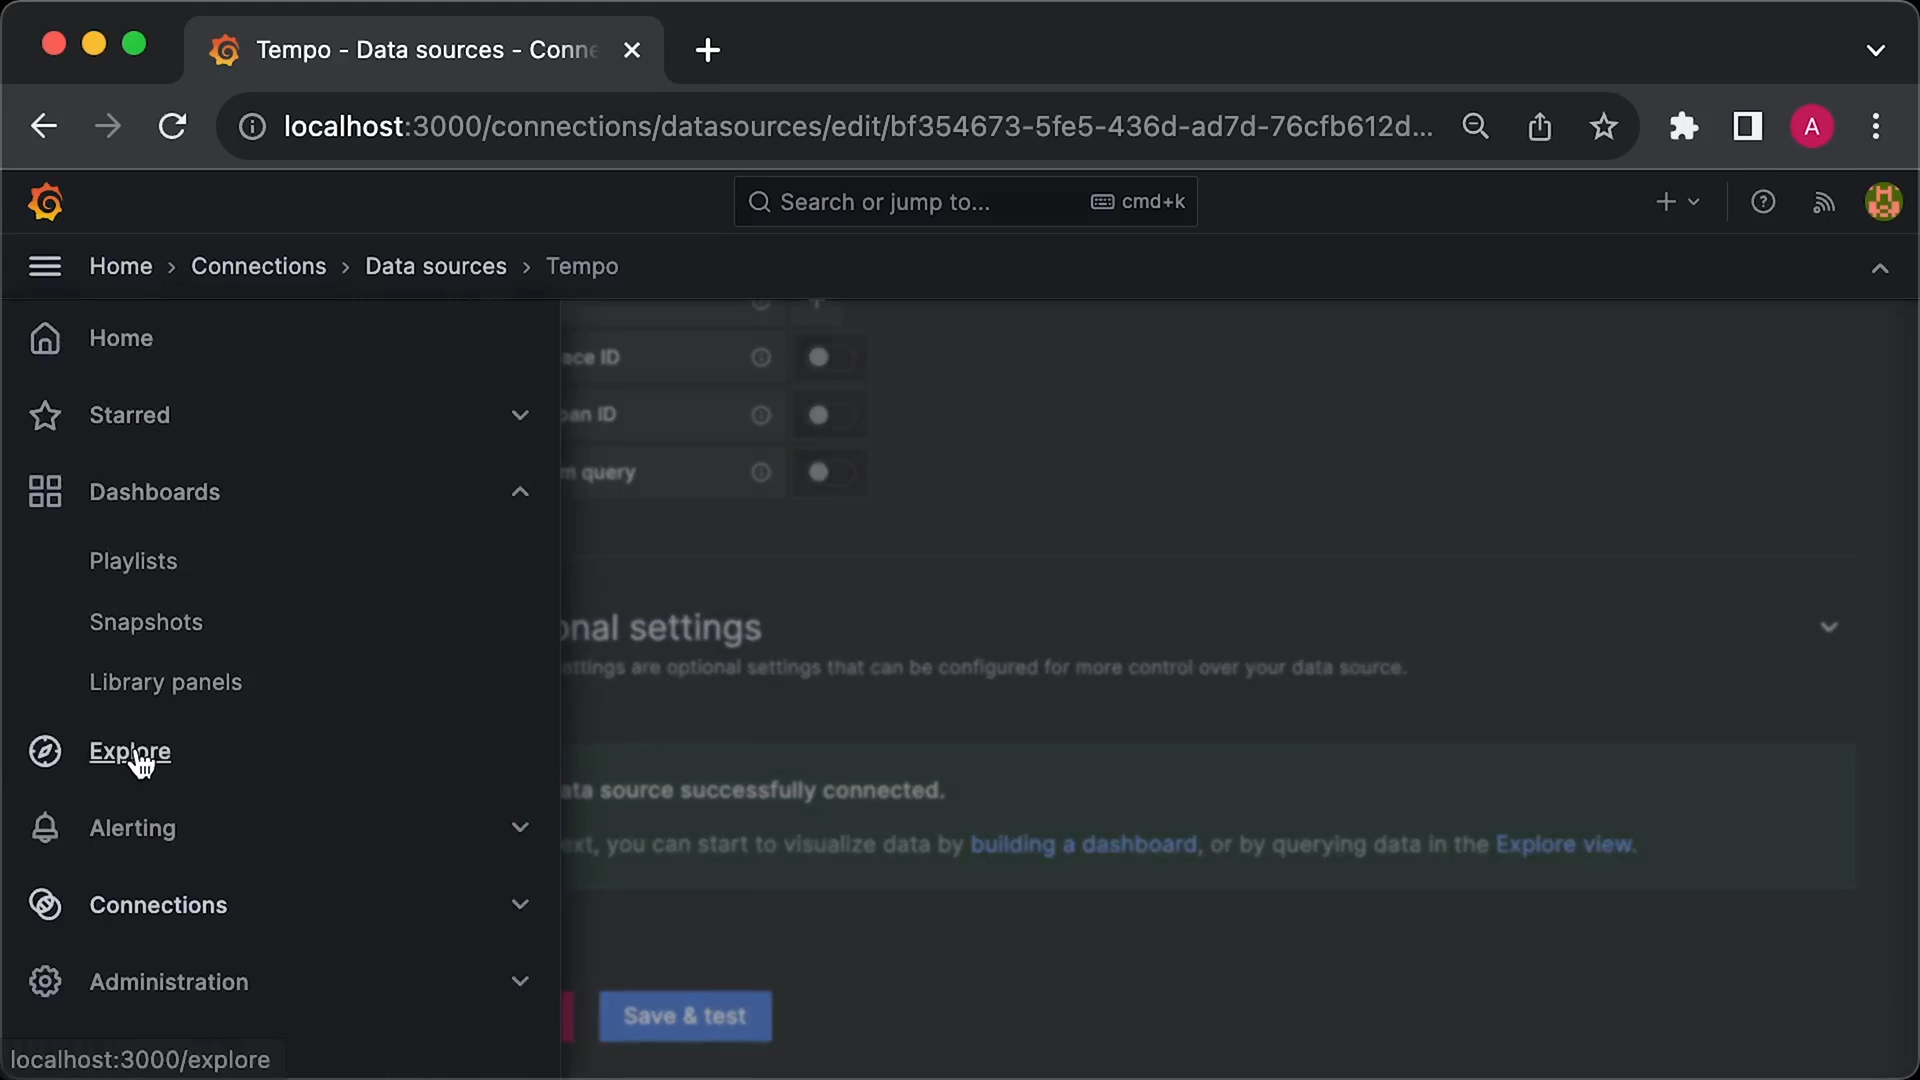 Tempo - Data sources - Conne
localhost:3000/connections/datasources/edit/bf354673-5fe5-436d-ad7d-76cfb612d...
A
Search or jump to...
cmd+k
Home › Connections › Data sources › Tempo
Home
ace ID
Starred
pan ID
m query
Dashboards
Playlists
Snapshots
onal settings
ettings are optional settings that can be configured for more control over your data source.
Library panels
Explore
ata source successfully connected.
Alerting
ext, you can start to visualize data by building a dashboard, or by querying data in the Explore view.
Connections
Administration
Save & test
localhost:3000/explore